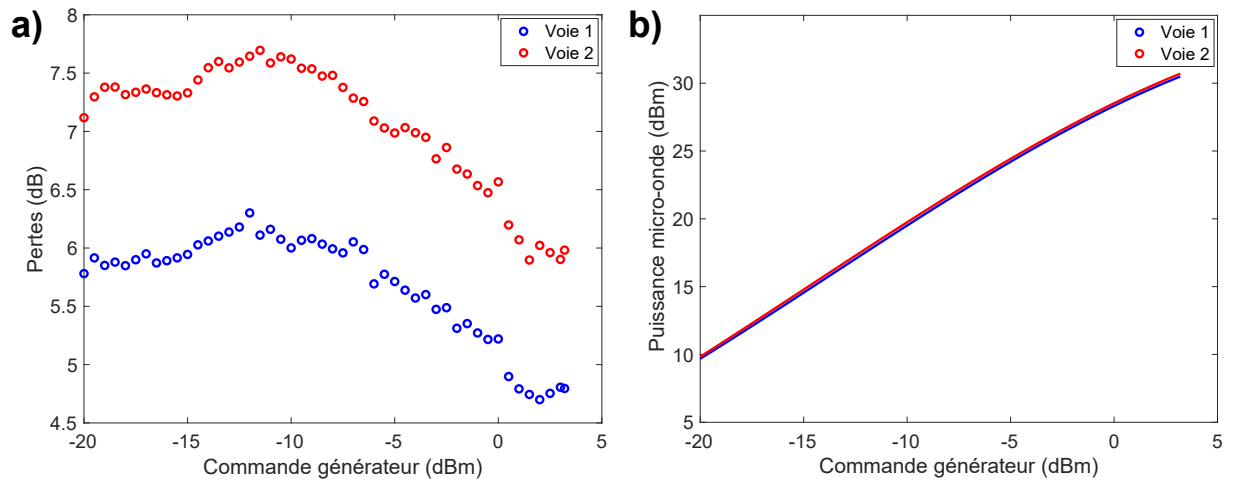 a)
8
7.5
7
6.5
6
5.5
5
4.5
Pertes (dB)
-20
-15
-10
-5
0
5
Commande générateur (dBm)
Voie 1
Voie 2
b)
30
25
20
15
10
5
Puissance micro-onde (dBm)
-20
-15
-10
-5
0
5
Commande générateur (dBm)
Voie 1
Voie 2